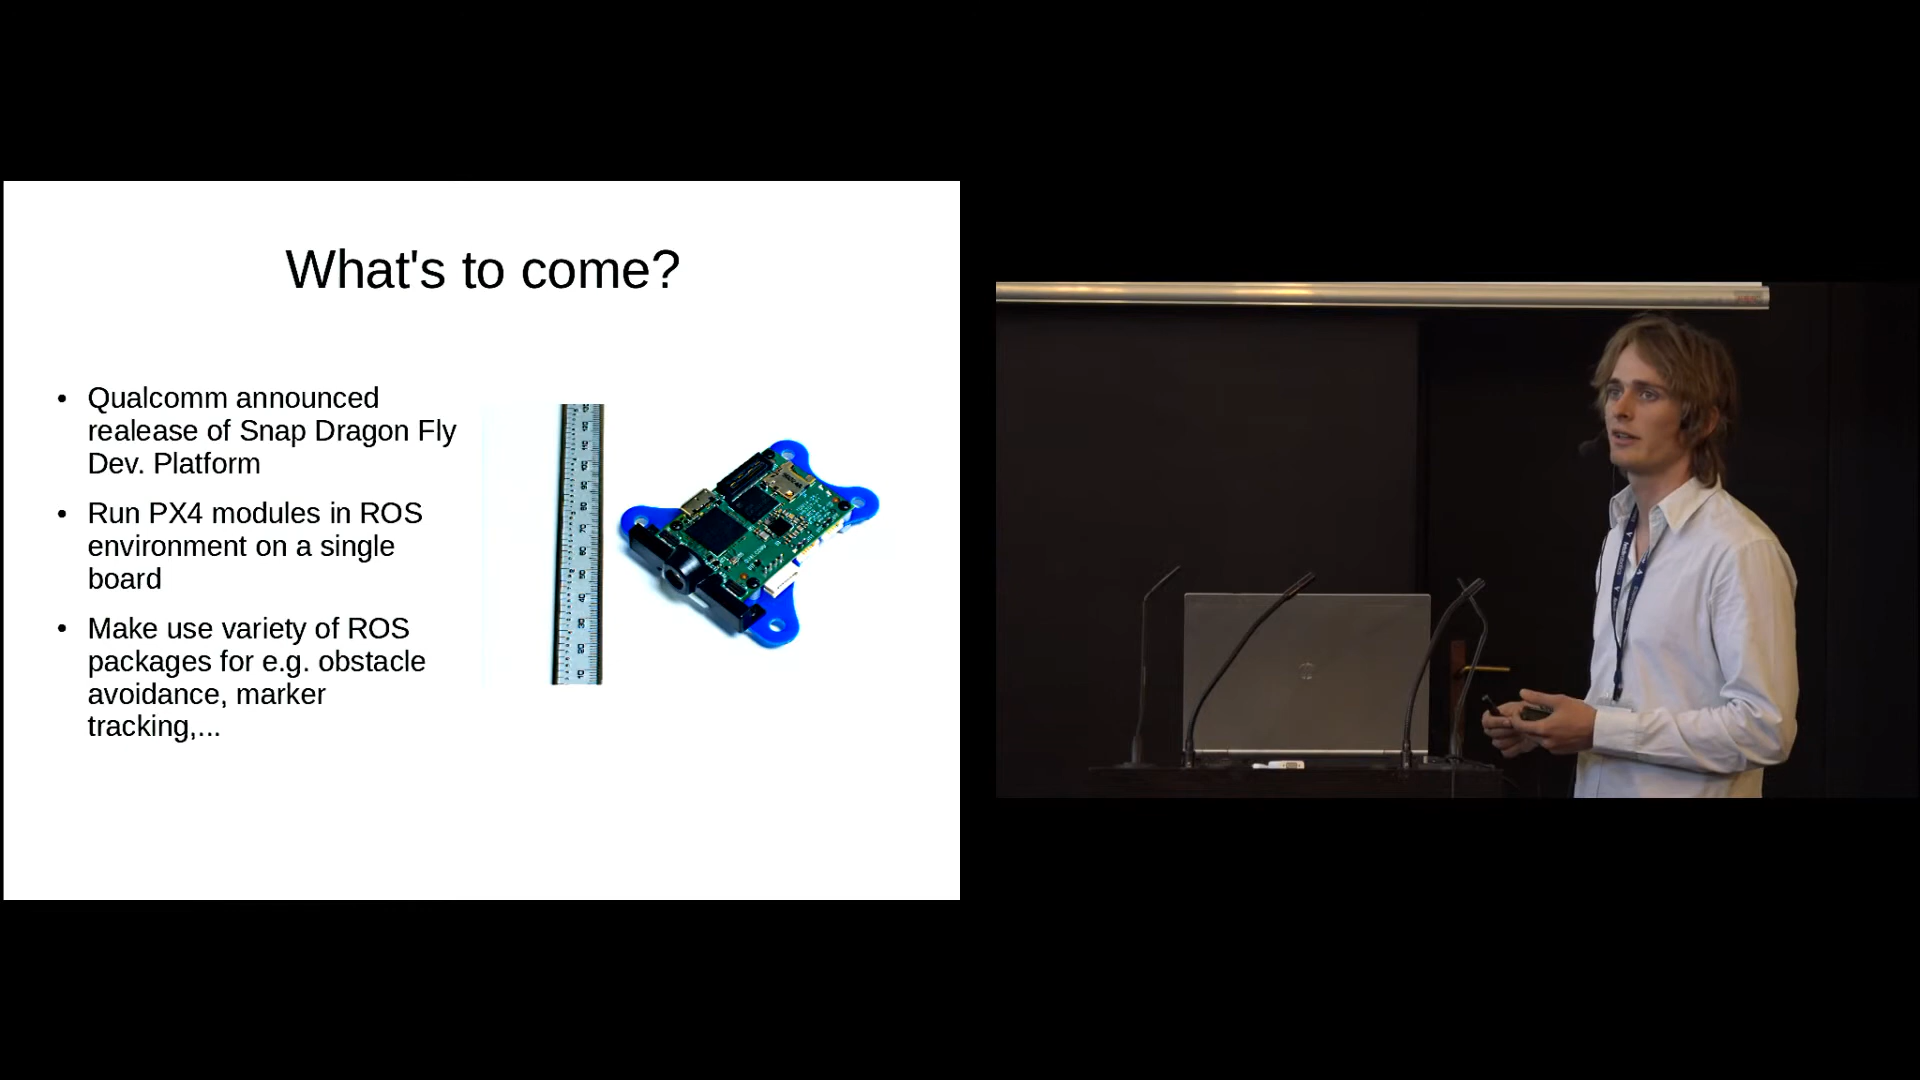 What's to come?
• Qualcomm announced
realease of Snap Dragon Fly
Dev. Platform
• Run PX4 modules in ROS
environment on a single
board
• Make use variety of ROS
packages for e.g. obstacle
avoidance, marker
tracking,...